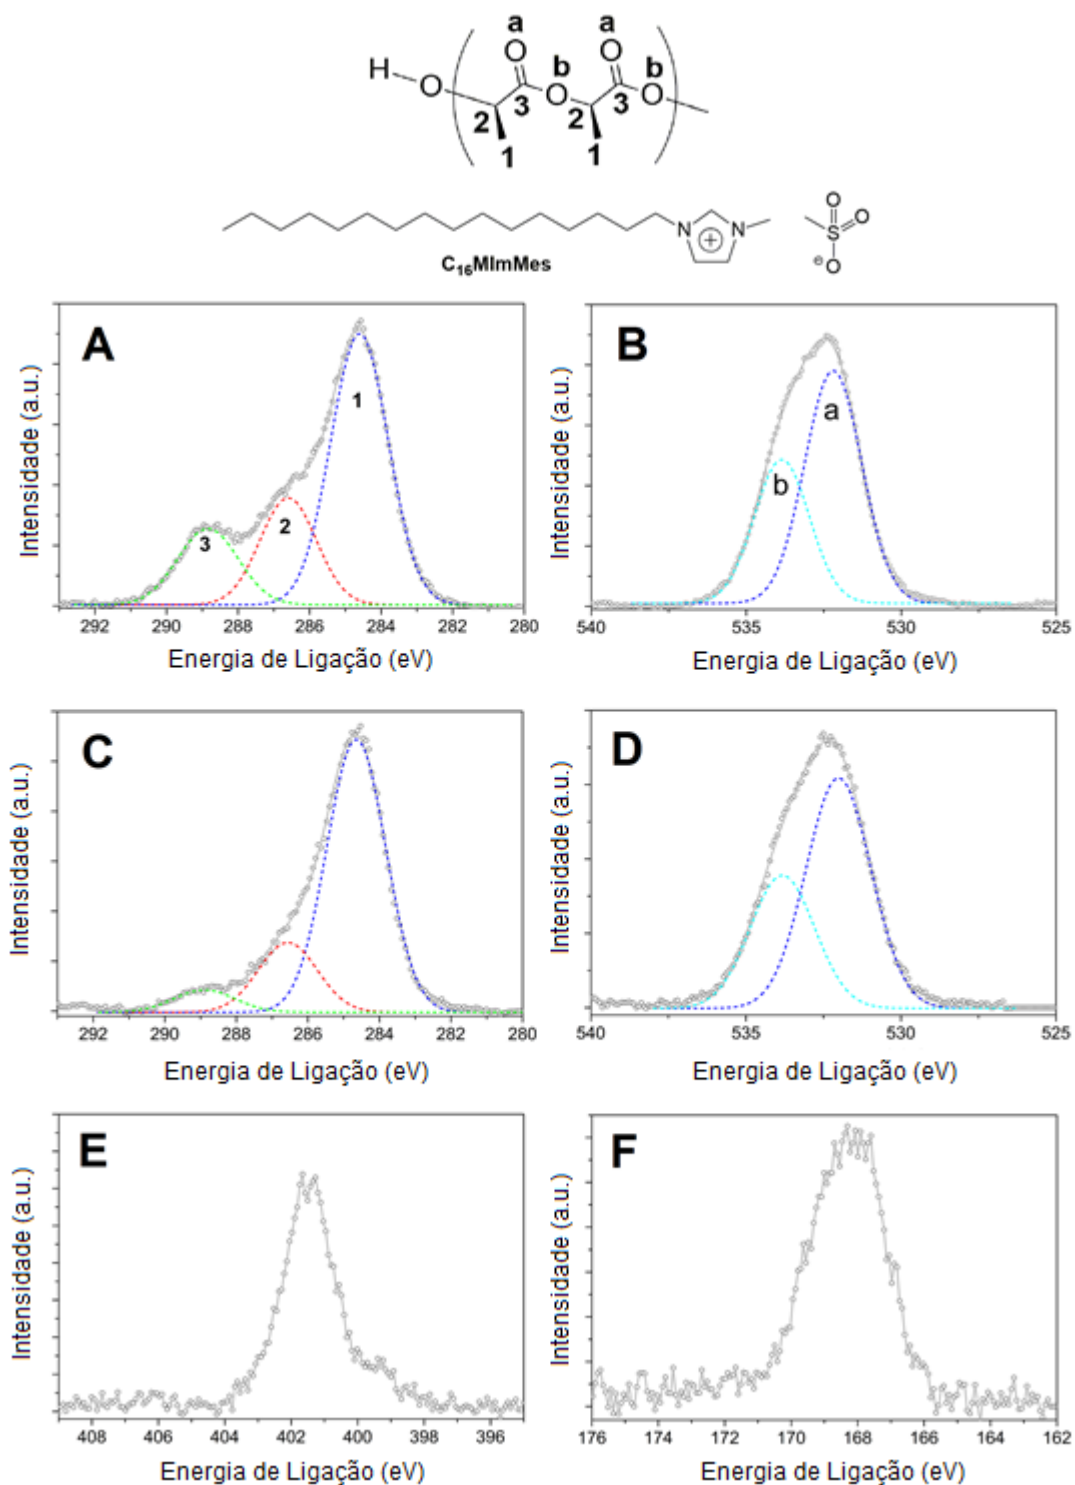 a a
H O O b O b
O 3 O 3 O
2 2
1 1
O
N N S O
⊕ ⊖O
C₁₆MImMes
A
1
2
3
Intensidade (a.u.)
292 290 288 286 284 282 280
Energia de Ligação (eV)
B
a
b
Intensidade (a.u.)
540 535 530 525
Energia de Ligação (eV)
C
Intensidade (a.u.)
292 290 288 286 284 282 280
Energia de Ligação (eV)
D
Intensidade (a.u.)
540 535 530 525
Energia de Ligação (eV)
E
Intensidade (a.u.)
408 406 404 402 400 398 396
Energia de Ligação (eV)
F
Intensidade (a.u.)
176 174 172 170 168 166 164 162
Energia de Ligação (eV)